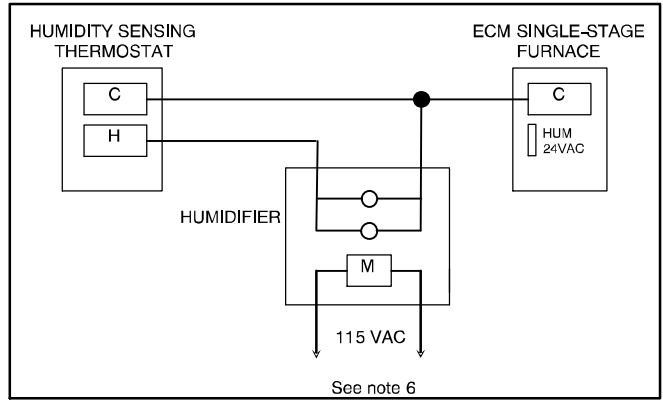 HUMIDITY SENSING
THERMOSTAT
ECM SINGLE-STAGE
FURNACE
C
C
H
HUM
24VAC
HUMIDIFIER
M
115 VAC
See note 6